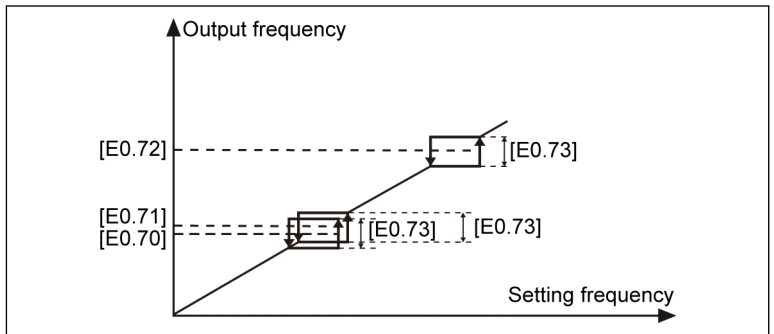 Output frequency
[E0.72]
[E0.73]
[E0.71]
[E0.70]
[E0.73]
[E0.73]
Setting frequency